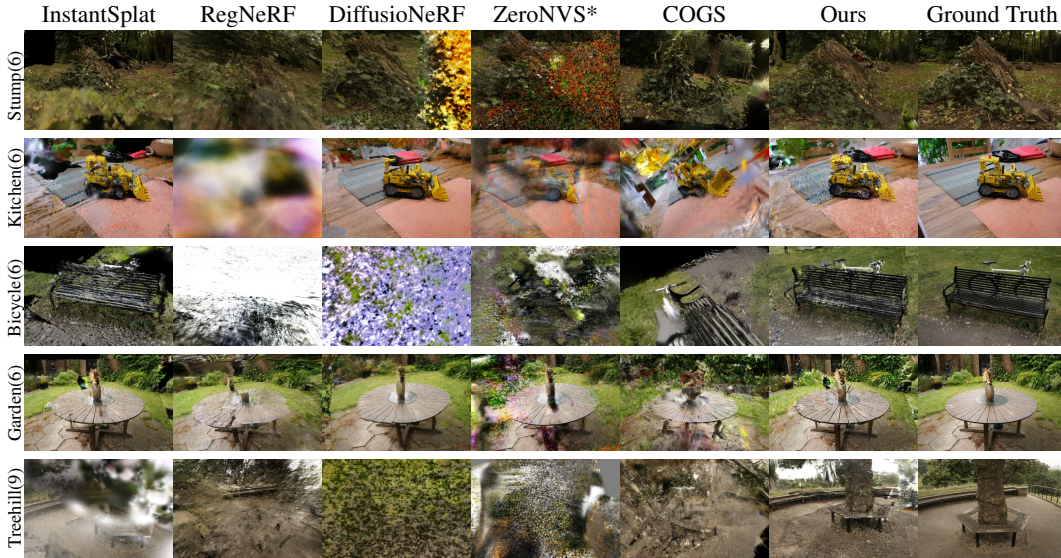 InstantSplat RegNeRF DiffusioNeRF ZeroNVS* COGS Ours Ground Truth
Stump(6)
Kitchen(6)
Bicycle(6)
Garden(6)
Treehill(9)